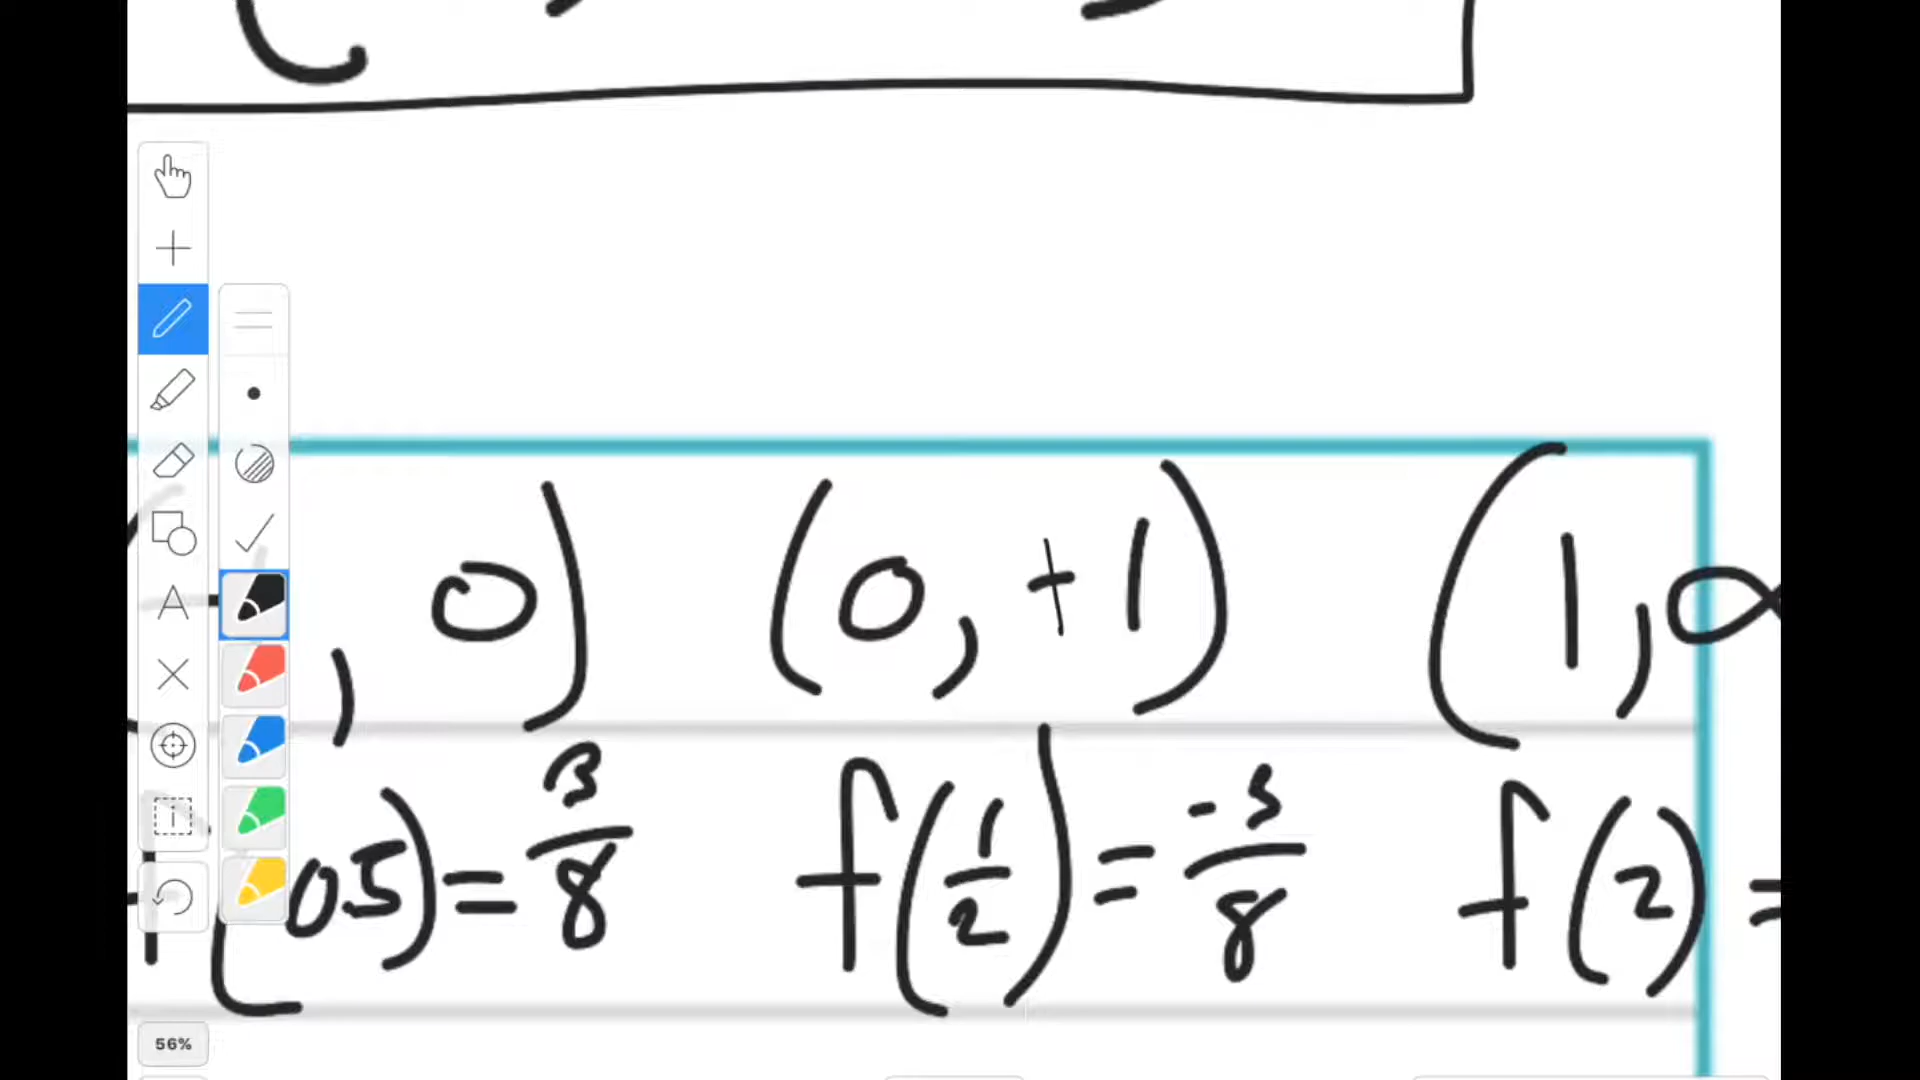 , 0) (0, +1) (1, ∞
(05) = 3/8 f(1/2) = -3/8 f(2) =
56%